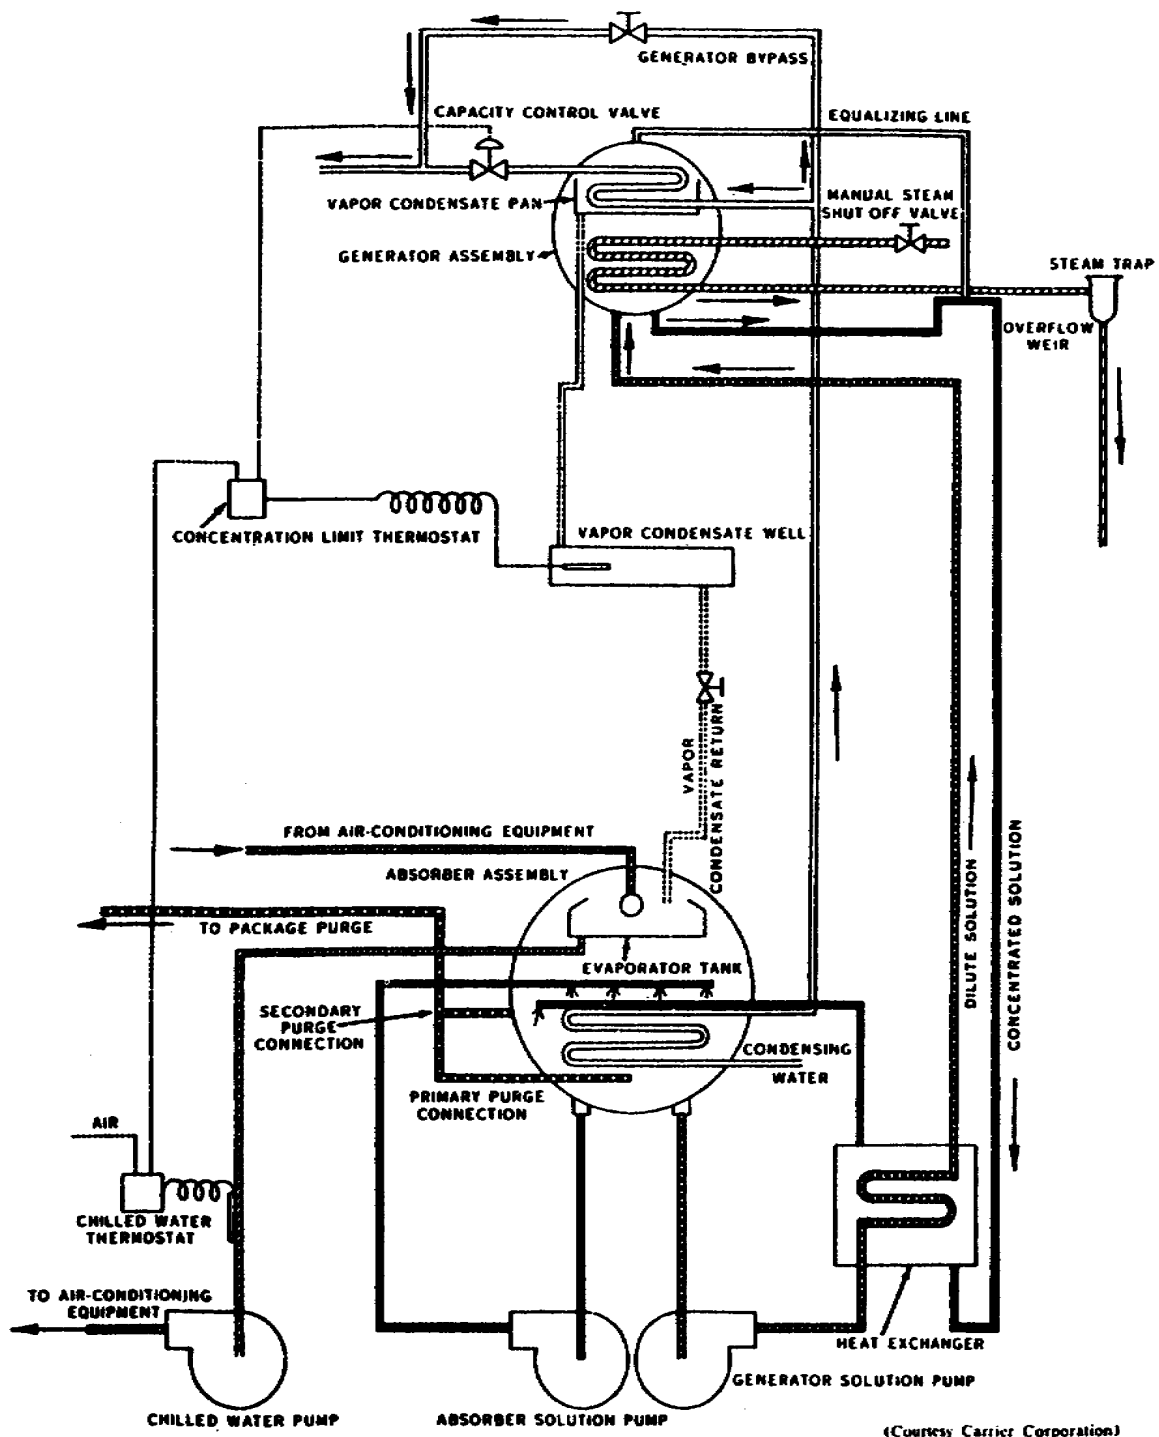 GENERATOR BYPASS
CAPACITY CONTROL VALVE
EQUALIZING LINE
VAPOR CONDENSATE PAN
MANUAL STEAM
SHUT OFF VALVE
GENERATOR ASSEMBLY
STEAM TRAP
OVERFLOW
WEIR
CONCENTRATION LIMIT THERMOSTAT
VAPOR CONDENSATE WELL
VAPOR
CONDENSATE RETURN
FROM AIR-CONDITIONING EQUIPMENT
ABSORBER ASSEMBLY
TO PACKAGE PURGE
EVAPORATOR TANK
DILUTE SOLUTION
CONCENTRATED SOLUTION
SECONDARY
PURGE
CONNECTION
CONDENSING
WATER
PRIMARY PURGE
CONNECTION
AIR
CHILLED WATER
THERMOSTAT
TO AIR-CONDITIONING
EQUIPMENT
HEAT EXCHANGER
GENERATOR SOLUTION PUMP
CHILLED WATER PUMP
ABSORBER SOLUTION PUMP
(Courtesy Carrier Corporation)